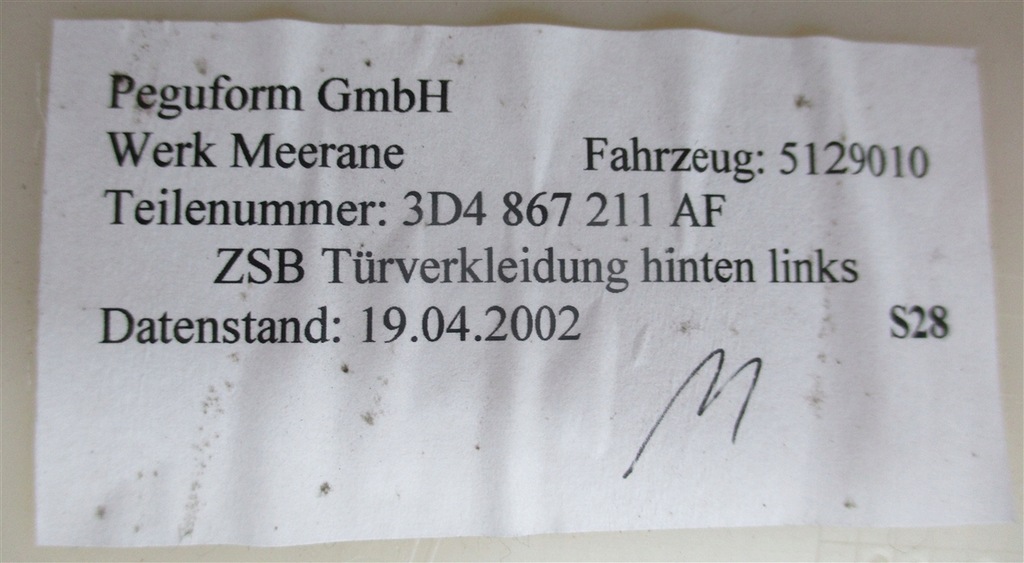 Peguform GmbH
Werk Meerane Fahrzeug: 5129010
Teilenummer: 3D4 867 211 AF
ZSB Türverkleidung hinten links
Datenstand: 19.04.2002 S28